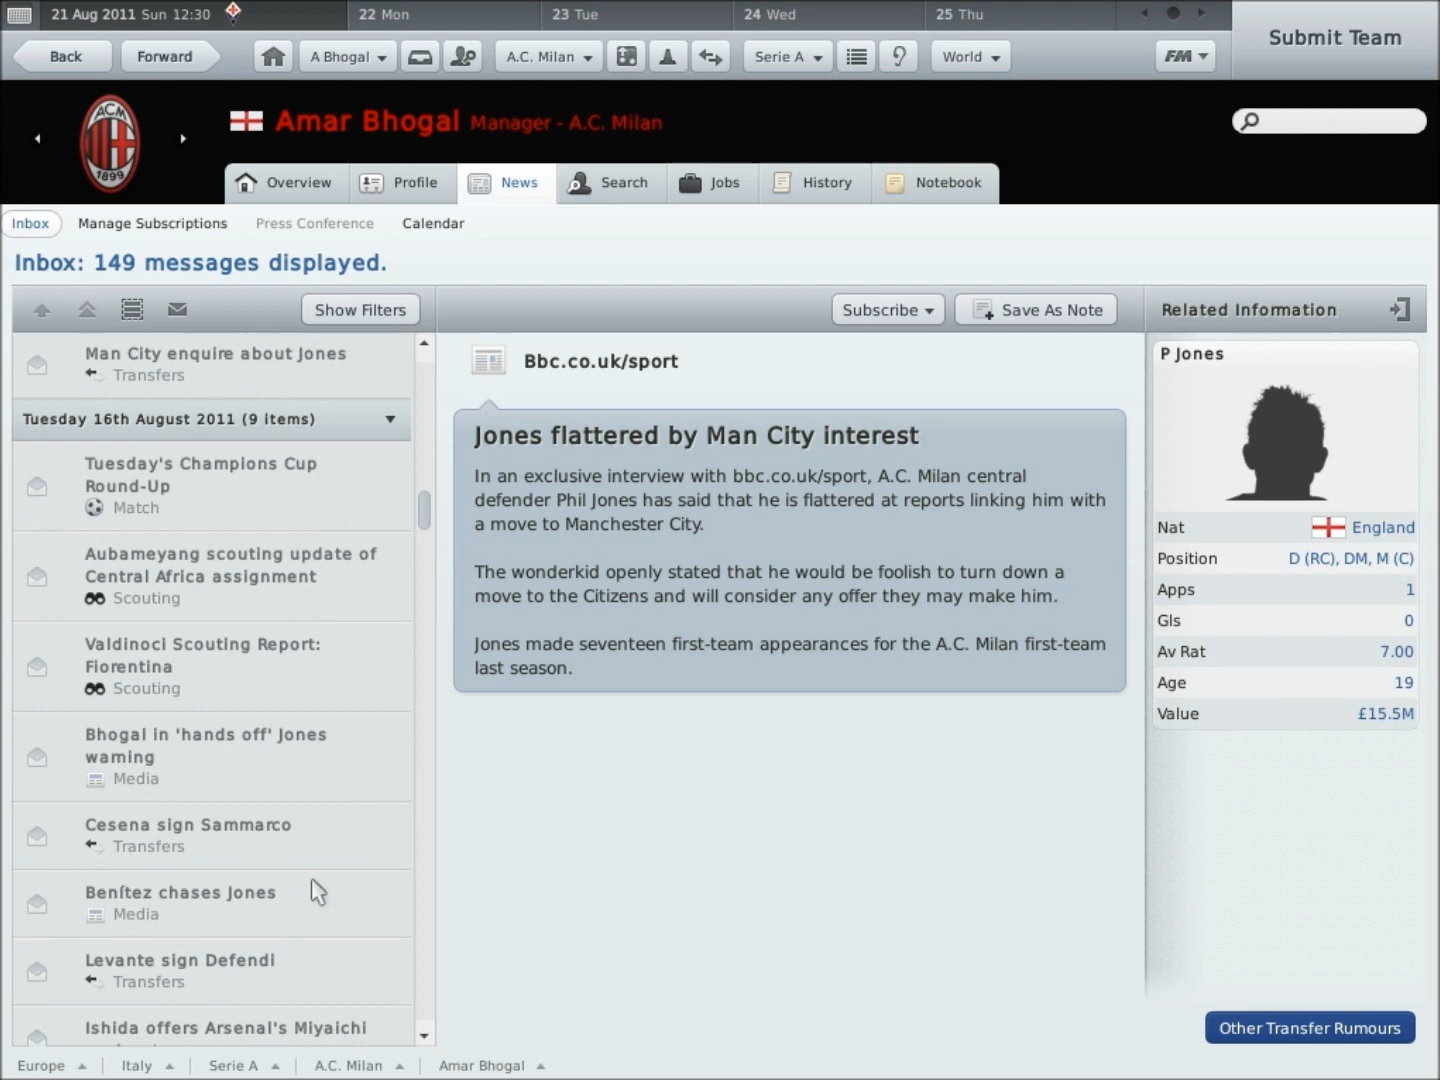 21 Aug 2011 Sun 12:30
22 Mon
23 Tue
24 Wed
25 Thu
Submit Team
Back
Forward
A Bhogal
A.C. Milan
Serie A
World
FM
ACM
1899
Amar Bhogal Manager - A.C. Milan
Overview
Profile
News
Search
Jobs
History
Notebook
Inbox
Manage Subscriptions
Press Conference
Calendar
Inbox: 149 messages displayed.
Show Filters
Subscribe
Save As Note
Related Information
Man City enquire about Jones
Transfers
Tuesday 16th August 2011 (9 items)
Tuesday's Champions Cup
Round-Up
Match
Aubameyang scouting update of
Central Africa assignment
Scouting
Valdinoci Scouting Report:
Fiorentina
Scouting
Bhogal in 'hands off' Jones
warning
Media
Cesena sign Sammarco
Transfers
Benítez chases Jones
Media
Levante sign Defendi
Transfers
Ishida offers Arsenal's Miyaichi
Bbc.co.uk/sport
Jones flattered by Man City interest
In an exclusive interview with bbc.co.uk/sport, A.C. Milan central
defender Phil Jones has said that he is flattered at reports linking him with
a move to Manchester City.
The wonderkid openly stated that he would be foolish to turn down a
move to the Citizens and will consider any offer they may make him.
Jones made seventeen first-team appearances for the A.C. Milan first-team
last season.
P Jones
Nat England
Position D (RC), DM, M (C)
Apps 1
Gls 0
Av Rat 7.00
Age 19
Value £15.5M
Other Transfer Rumours
Europe
Italy
Serie A
A.C. Milan
Amar Bhogal